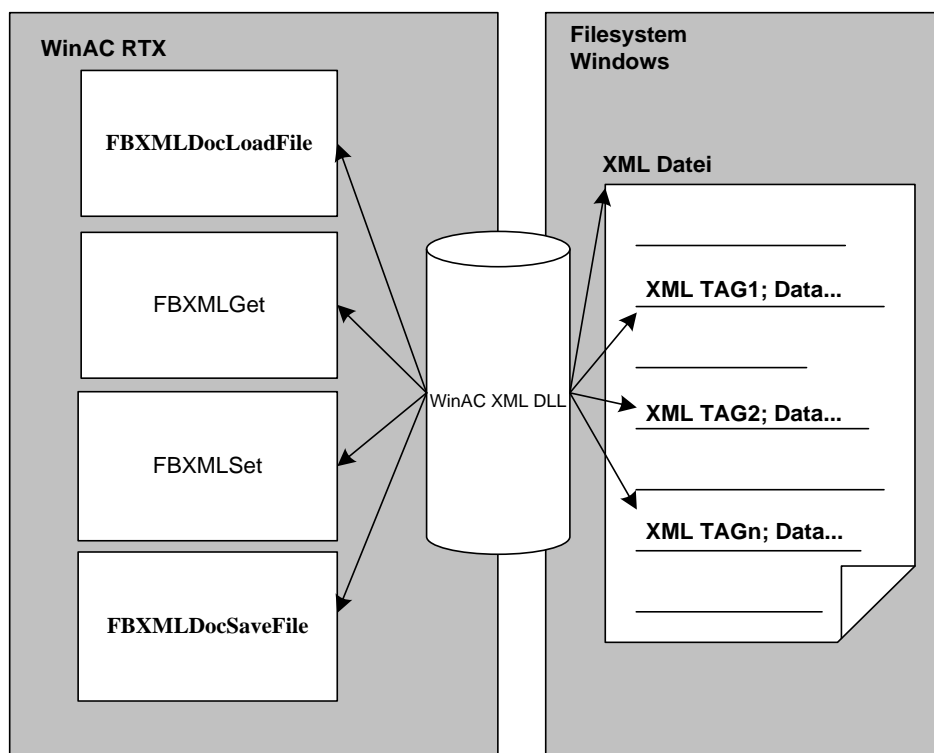 WinAC RTX
FBXMLDocLoadFile
FBXMLGet
FBXMLSet
FBXMLDocSaveFile
WinAC XML DLL
Filesystem
Windows
XML Datei
XML TAG1; Data...
XML TAG2; Data...
XML TAGn; Data...